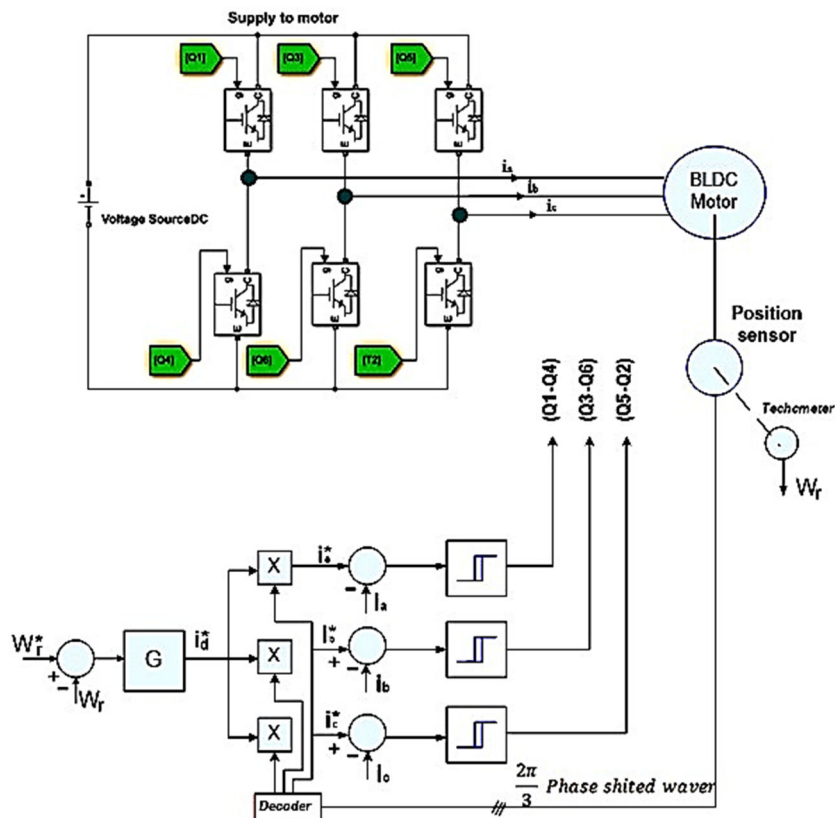 Supply to motor
[Q1]
[Q3]
[Q5]
g
C
E
g
C
E
g
C
E
Voltage SourceDC
ia
ib
ic
BLDC
Motor
[Q4]
[Q6]
[T2]
g
C
E
g
C
E
g
C
E
Position
sensor
Techcmeter
Wr
(Q1-Q4)
(Q3-Q6)
(Q5-Q2)
Wr*
+
−
Wr
G
id*
X
X
X
ia*
−
Ia
Ib*
+
−
ib
ic*
+
−
Ic
Decoder
2π/3 Phase shited waver